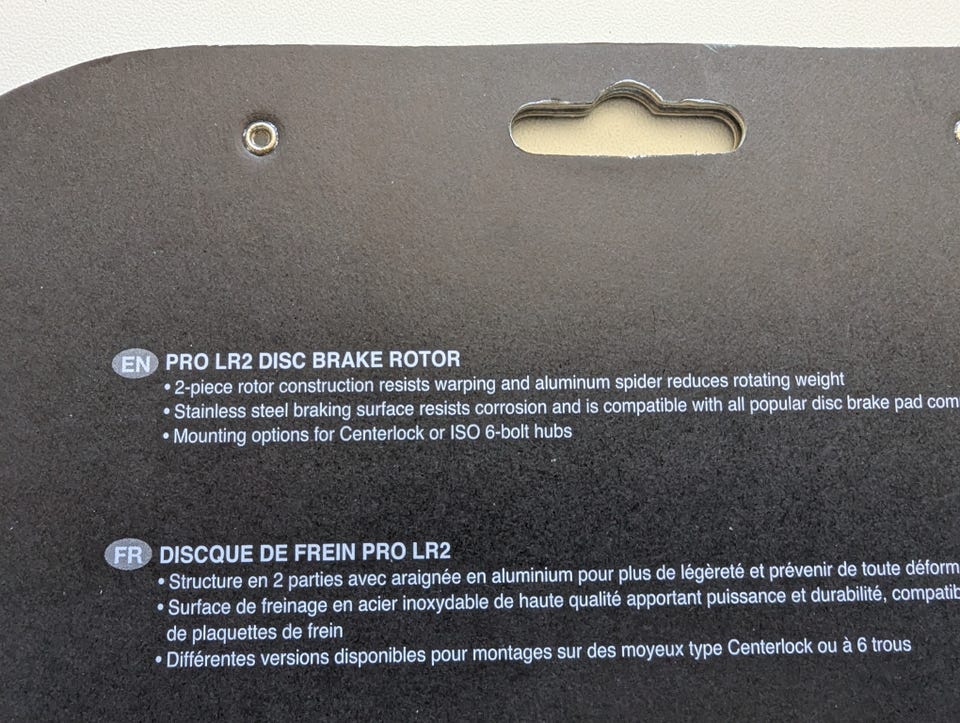 EN PRO LR2 DISC BRAKE ROTOR
• 2-piece rotor construction resists warping and aluminum spider reduces rotating weight
• Stainless steel braking surface resists corrosion and is compatible with all popular disc brake pad com
• Mounting options for Centerlock or ISO 6-bolt hubs
FR DISCQUE DE FREIN PRO LR2
• Structure en 2 parties avec araignée en aluminium pour plus de légèreté et prévenir de toute déform
• Surface de freinage en acier inoxydable de haute qualité apportant puissance et durabilité, compatib
de plaquettes de frein
• Différentes versions disponibles pour montages sur des moyeux type Centerlock ou à 6 trous